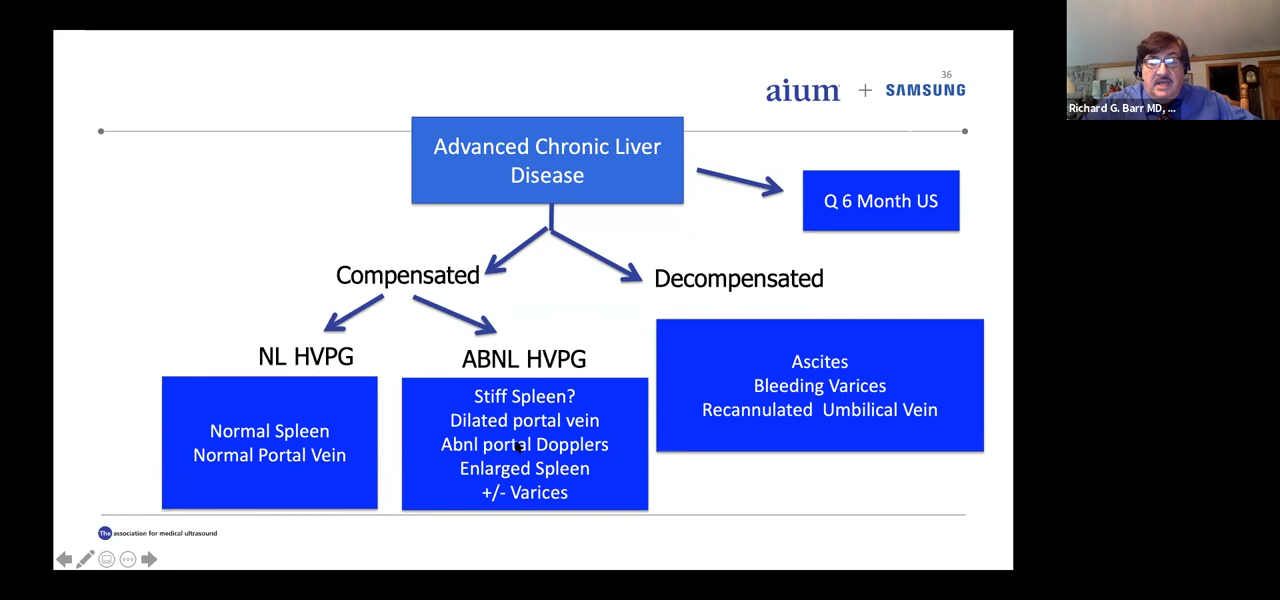 36
aium + SAMSUNG
Richard G. Barr MD, ...
Advanced Chronic Liver
Disease
Q 6 Month US
Compensated
Decompensated
NL HVPG
ABNL HVPG
Normal Spleen
Normal Portal Vein
Stiff Spleen?
Dilated portal vein
Abnl portal Dopplers
Enlarged Spleen
+/- Varices
Ascites
Bleeding Varices
Recannulated Umbilical Vein
The association for medical ultrasound